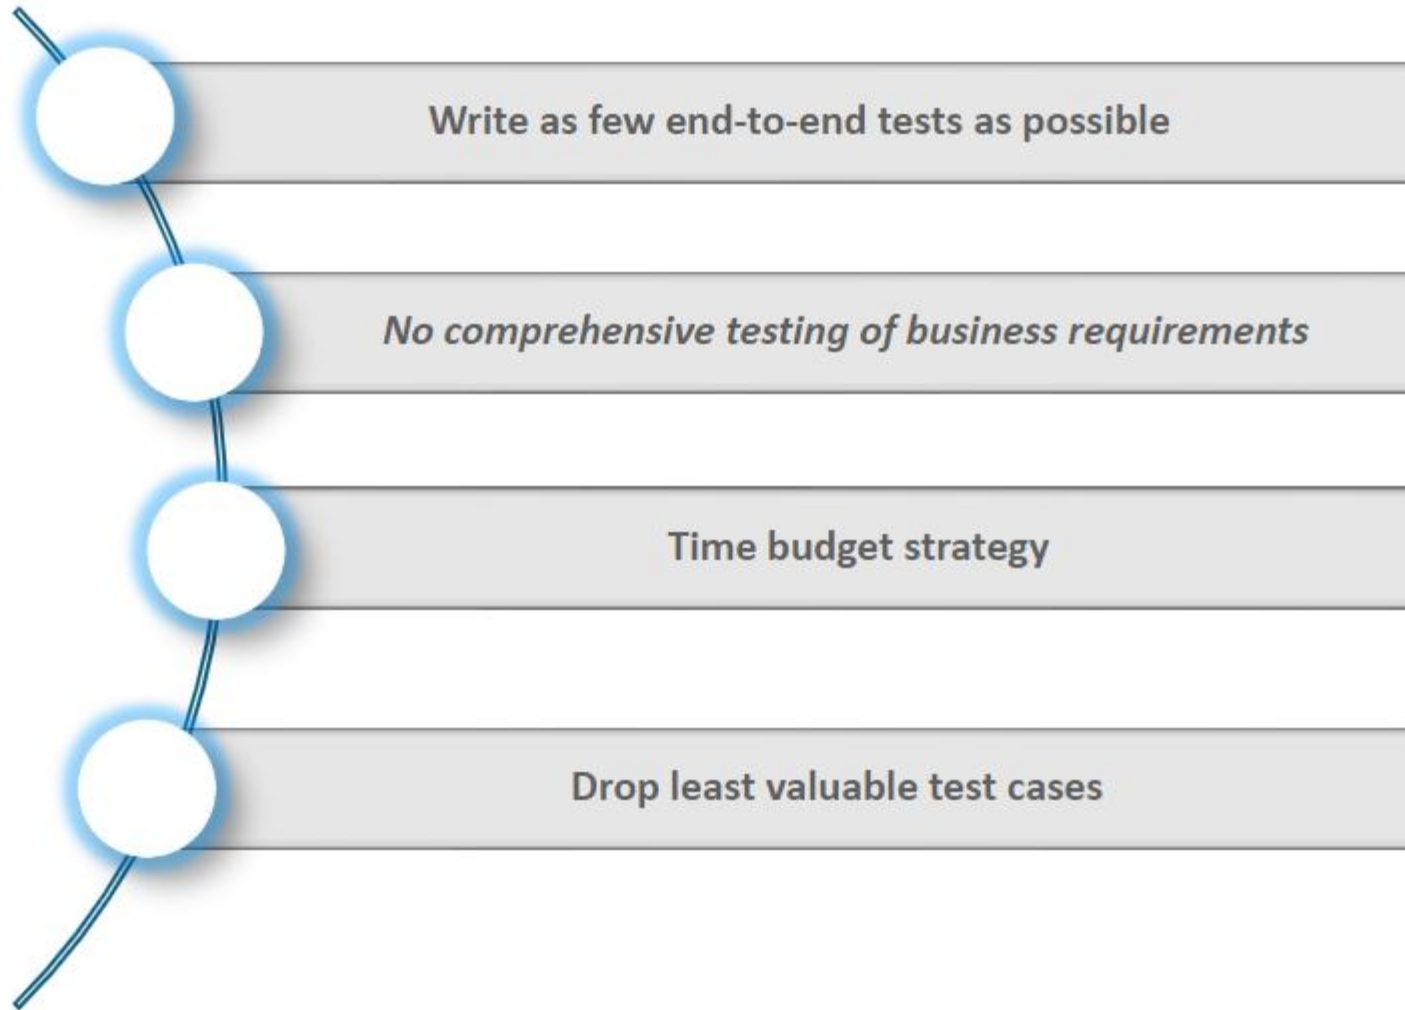 Write as few end-to-end tests as possible
No comprehensive testing of business requirements
Time budget strategy
Drop least valuable test cases